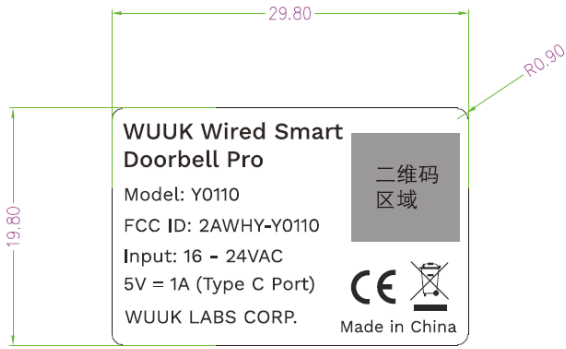 29.80
R0.90
19.80
WUUK Wired Smart
Doorbell Pro
Model: Y0110
FCC ID: 2AWHY-Y0110
Input: 16 - 24VAC
5V = 1A (Type C Port)
WUUK LABS CORP.
二维码
区域
CE
Made in China